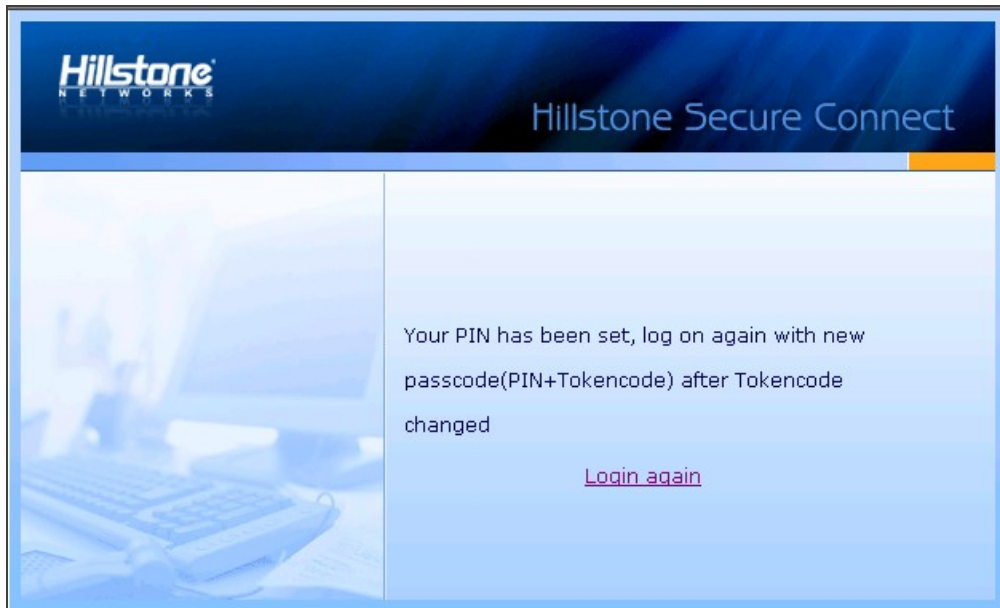 Hillstone
NETWORKS
Hillstone Secure Connect
Your PIN has been set, log on again with new
passcode(PIN+Tokencode) after Tokencode
changed
Login again